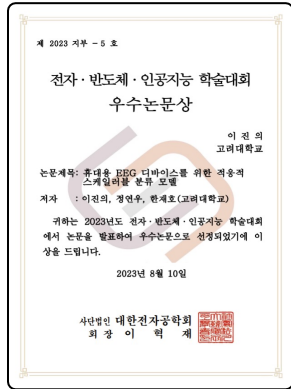 제 2023 지부 - 5 호
전자·반도체·인공지능 학술대회
우수논문상
이 진 의
고려대학교
논문제목: 휴대용 EEG 디바이스를 위한 적응적
스케일러블 분류 모델
저자 : 이진의, 정연우, 한재호(고려대학교)
귀하는 2023년도 전자·반도체·인공지능 학술대회
에서 논문을 발표하여 우수논문으로 선정되었기에 이
상을 드립니다.
2023년 8월 10일
사단법인 대한전자공학회
회 장 이 혁 재